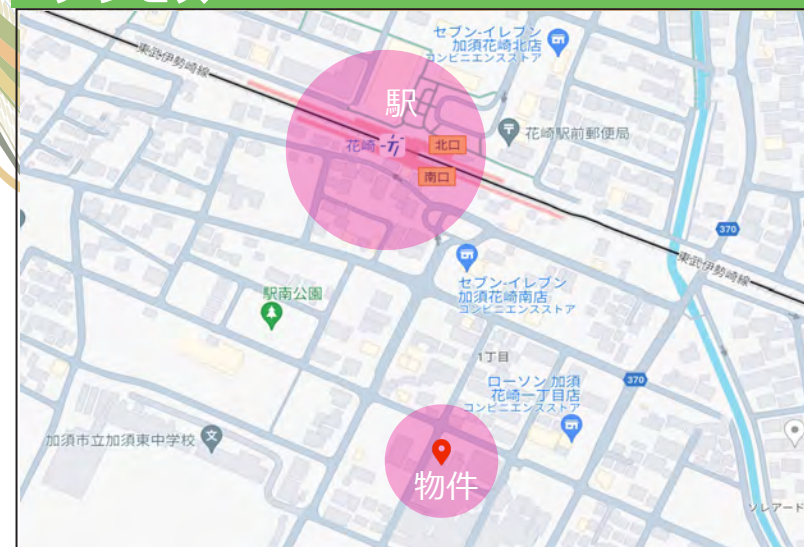 東武伊勢崎線
セブン-イレブン
加須花崎北店
コンビニエンスストア
駅
花崎
北口
南口
花崎駅前郵便局
370
東武伊勢崎線
セブン-イレブン
加須花崎南店
コンビニエンスストア
駅南公園
1丁目
ローソン 加須
花崎一丁目店
コンビニエンスストア
370
加須市立加須東中学校
文
物件
ソレアード